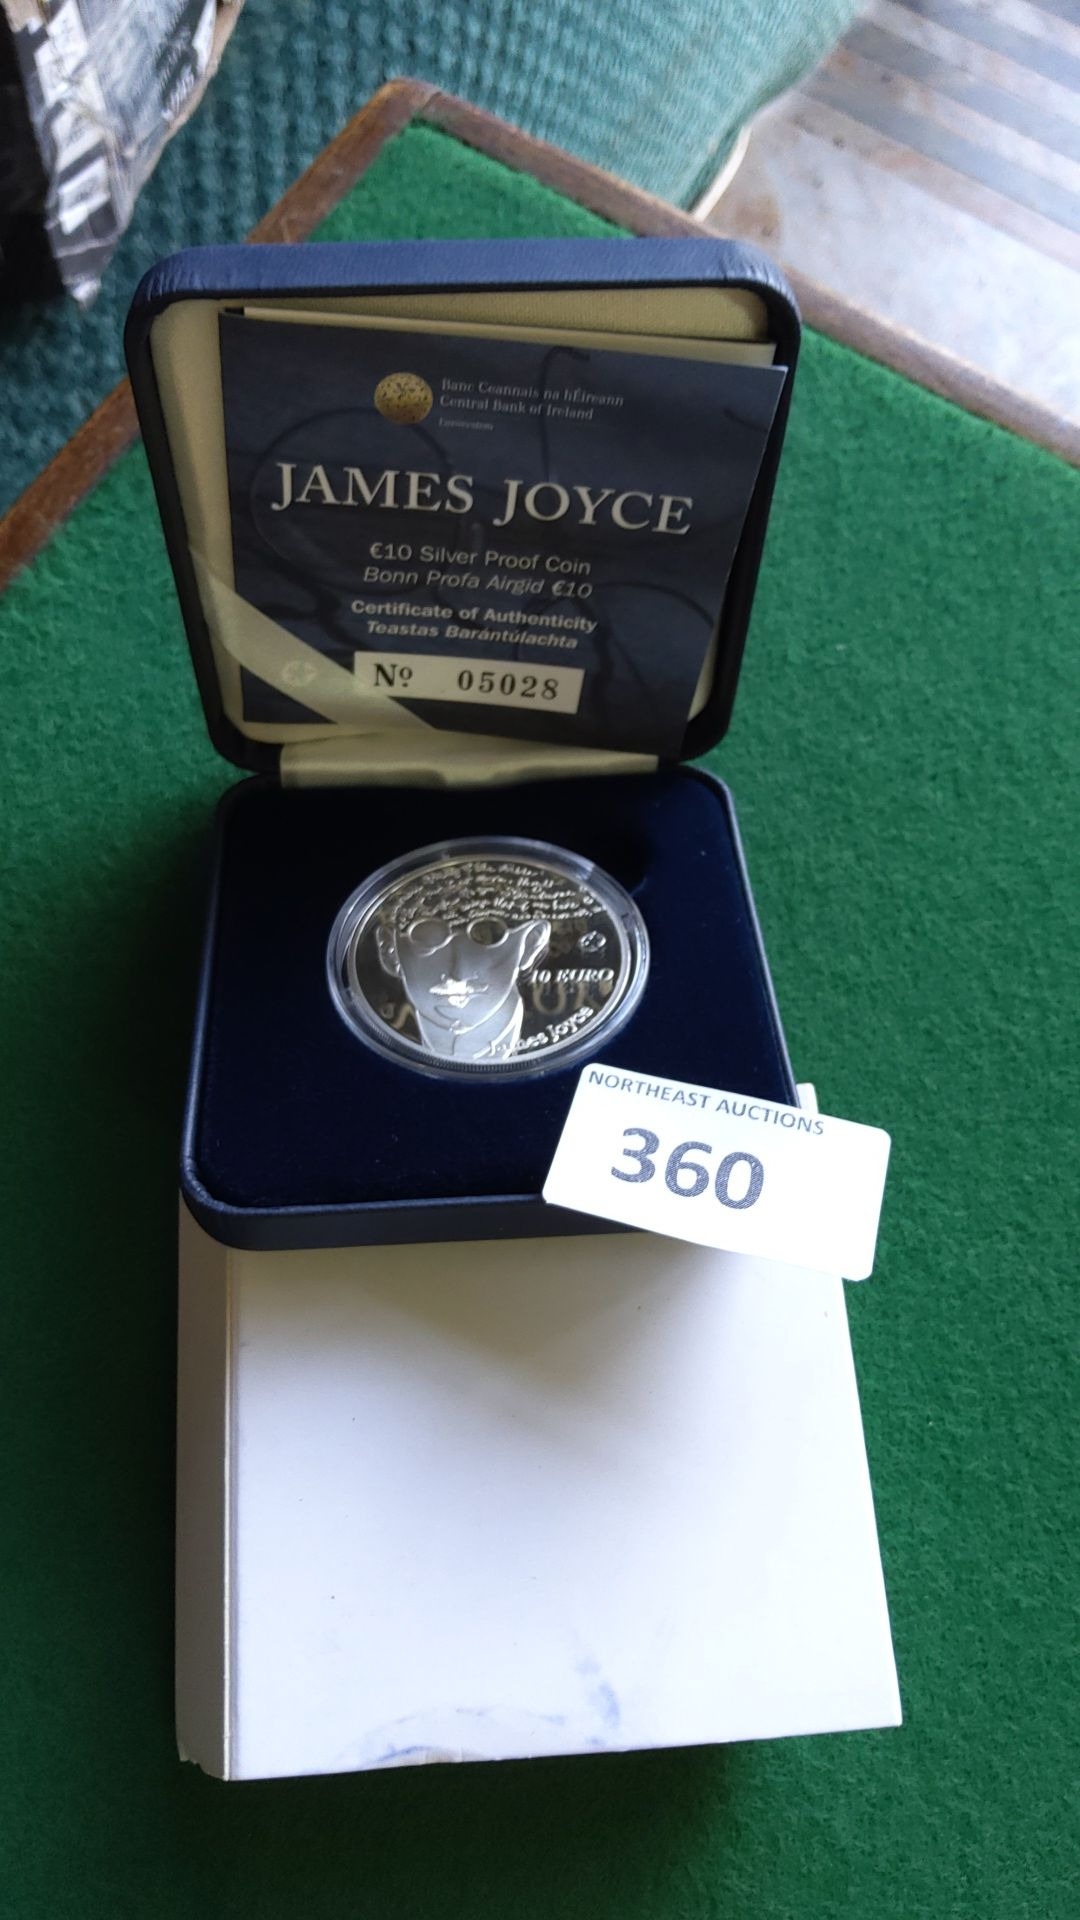 Banc Ceannais na hÉireann
Central Bank of Ireland
Eurosystem
JAMES JOYCE
€10 Silver Proof Coin
Bonn Profa Airgid €10
Certificate of Authenticity
Teastas Barántúlachta
Nº 05028
10 EURO
James Joyce
NORTHEAST AUCTIONS
360